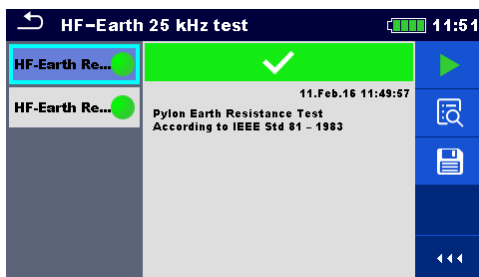 HF-Earth 25 kHz test
11:51
HF-Earth Re...
11.Feb.16 11:49:57
HF-Earth Re...
Pylon Earth Resistance Test
According to IEEE Std 81 - 1983